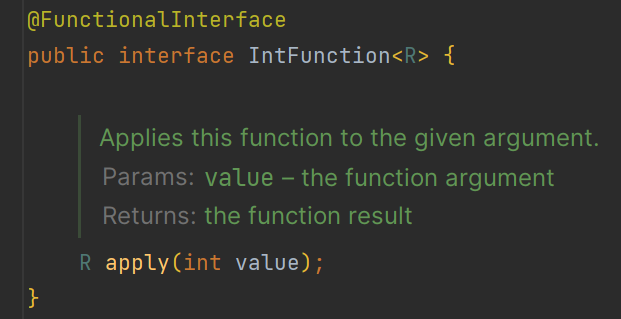 @FunctionalInterface
public interface IntFunction<R> {
Applies this function to the given argument.
Params: value – the function argument
Returns: the function result
R apply(int value);
}